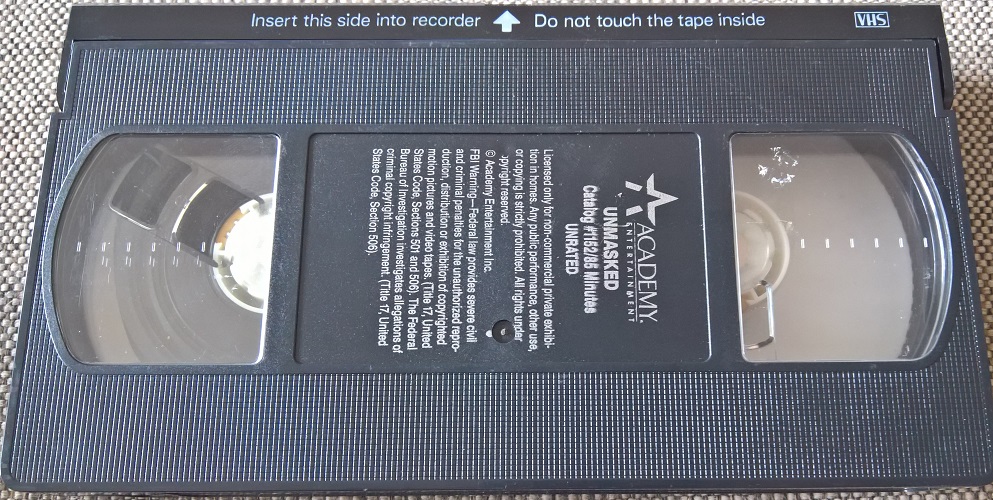 Insert this side into recorder
Do not touch the tape inside
VHS
ACADEMY
ENTERTAINMENT
UNMASKED
Catalog #1152/85 Minutes
UNRATED
Licensed only for non-commercial private exhibi-
tion in homes. Any public performance, other use,
or copying is strictly prohibited. All rights under
pyright reserved.
© Academy Entertainment Inc.
FBI Warning—Federal law provides severe civil
and criminal penalties for the unauthorized repro-
duction, distribution or exhibition of copyrighted
motion pictures and video tapes. (Title 17, United
States Code, Sections 501 and 506). The Federal
Bureau of Investigation investigates allegations of
criminal copyright infringement. (Title 17, United
States Code, Section 506).